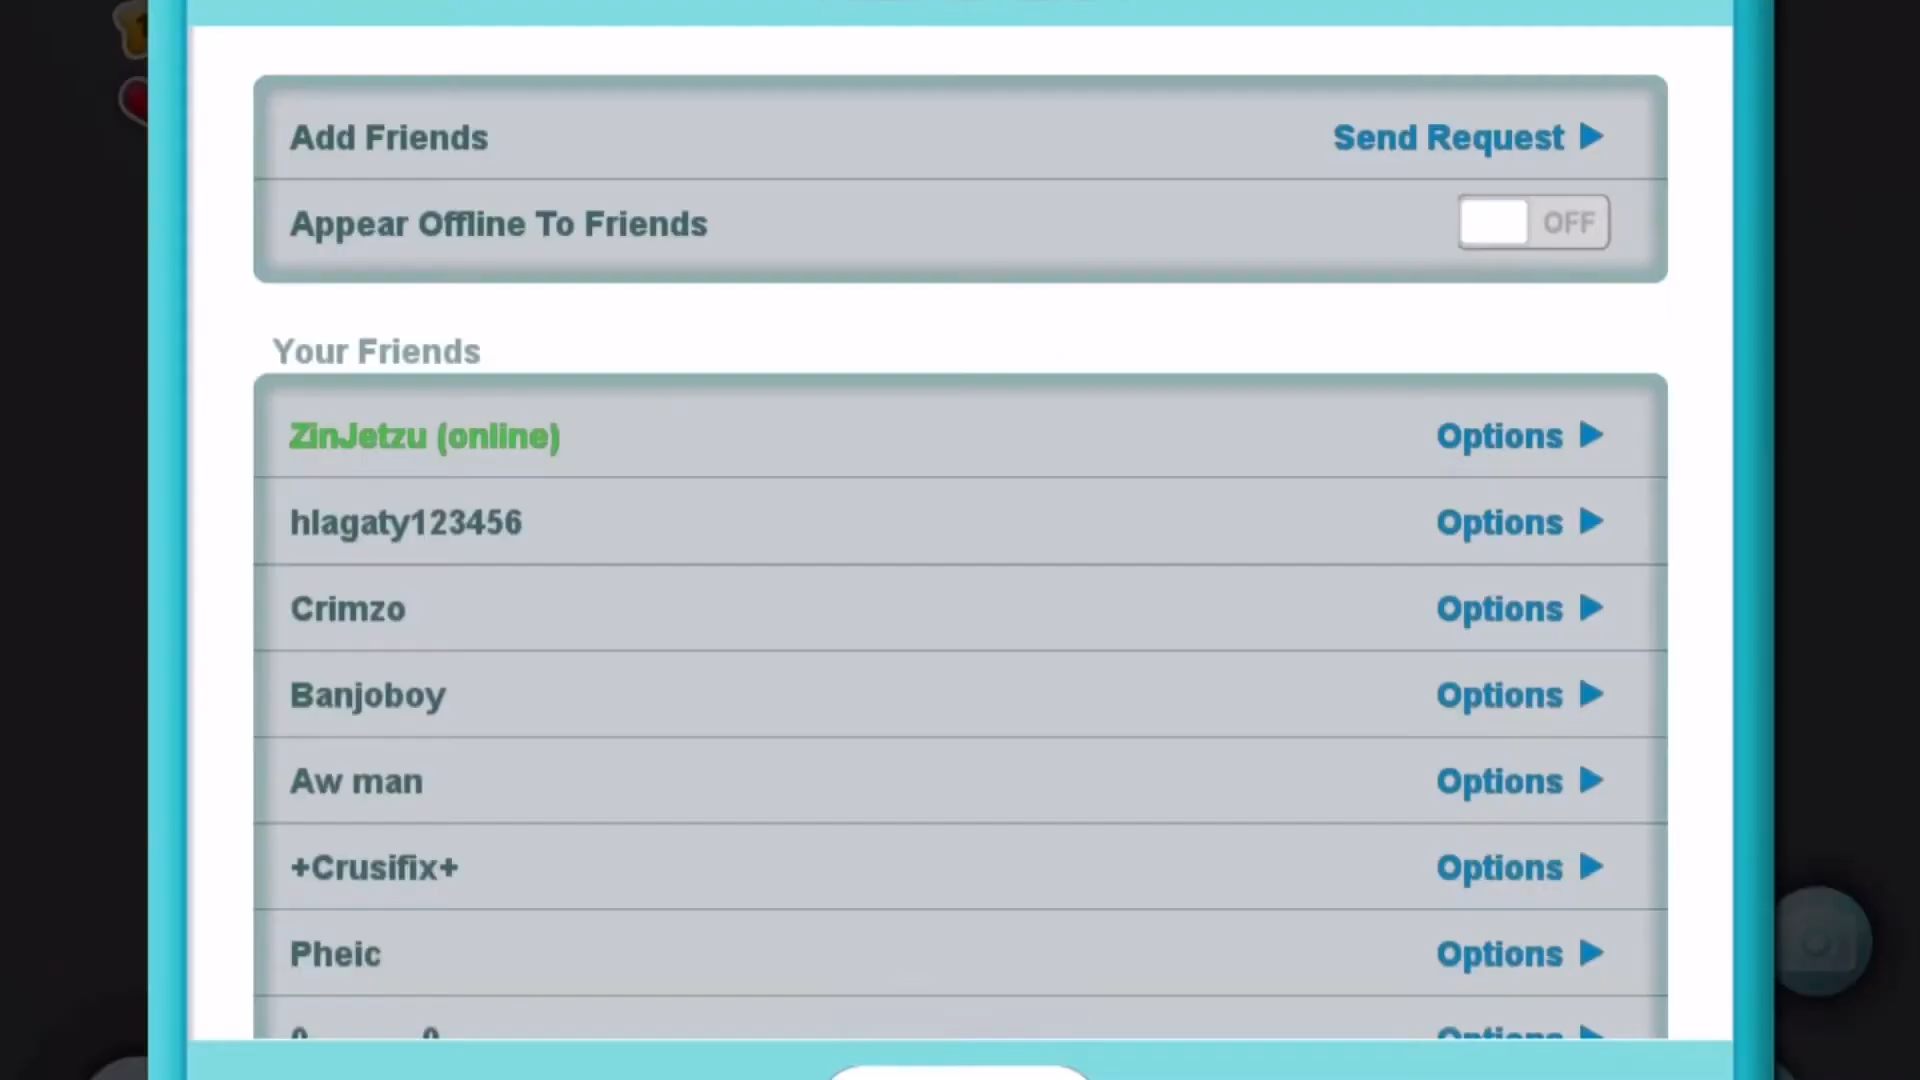 Add Friends Send Request
Appear Offline To Friends OFF
Your Friends
ZinJetzu (online) Options
hlagaty123456 Options
Crimzo Options
Banjoboy Options
Aw man Options
+Crusifix+ Options
Pheic Options
Options